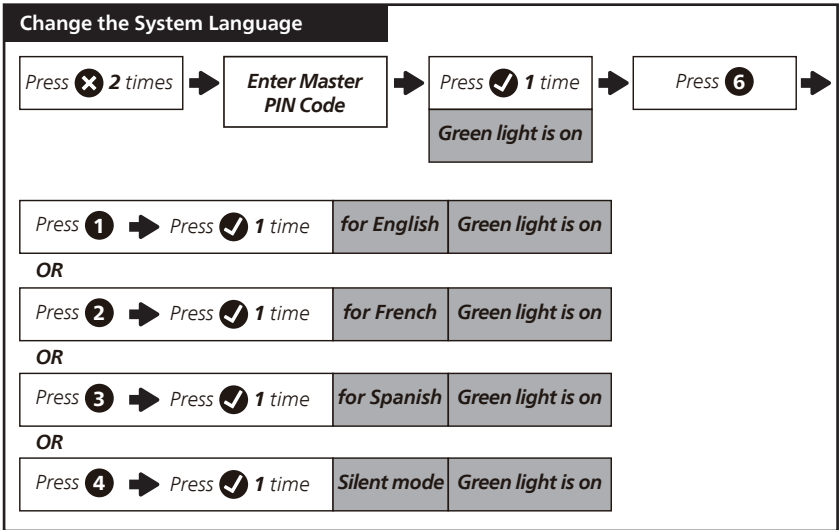 Change the System Language
Press ✖ 2 times ➡ Enter Master PIN Code ➡ Press ✔ 1 time ➡ Press 6 ➡
Green light is on
Press 1 ➡ Press ✔ 1 time for English Green light is on
OR
Press 2 ➡ Press ✔ 1 time for French Green light is on
OR
Press 3 ➡ Press ✔ 1 time for Spanish Green light is on
OR
Press 4 ➡ Press ✔ 1 time Silent mode Green light is on